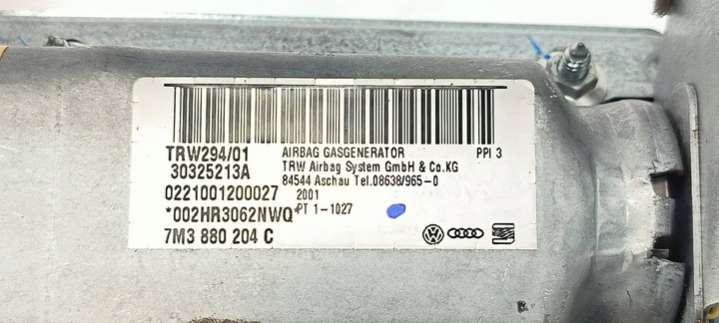 TRW294/01
30325213A
0221001200027
*002HR3062NWQ*
7M3 880 204 C
AIRBAG GASGENERATOR PPI 3
TRW Airbag System GmbH & Co.KG
84544 Aschau Tel.08638/965-0
2001
PT 1-1027